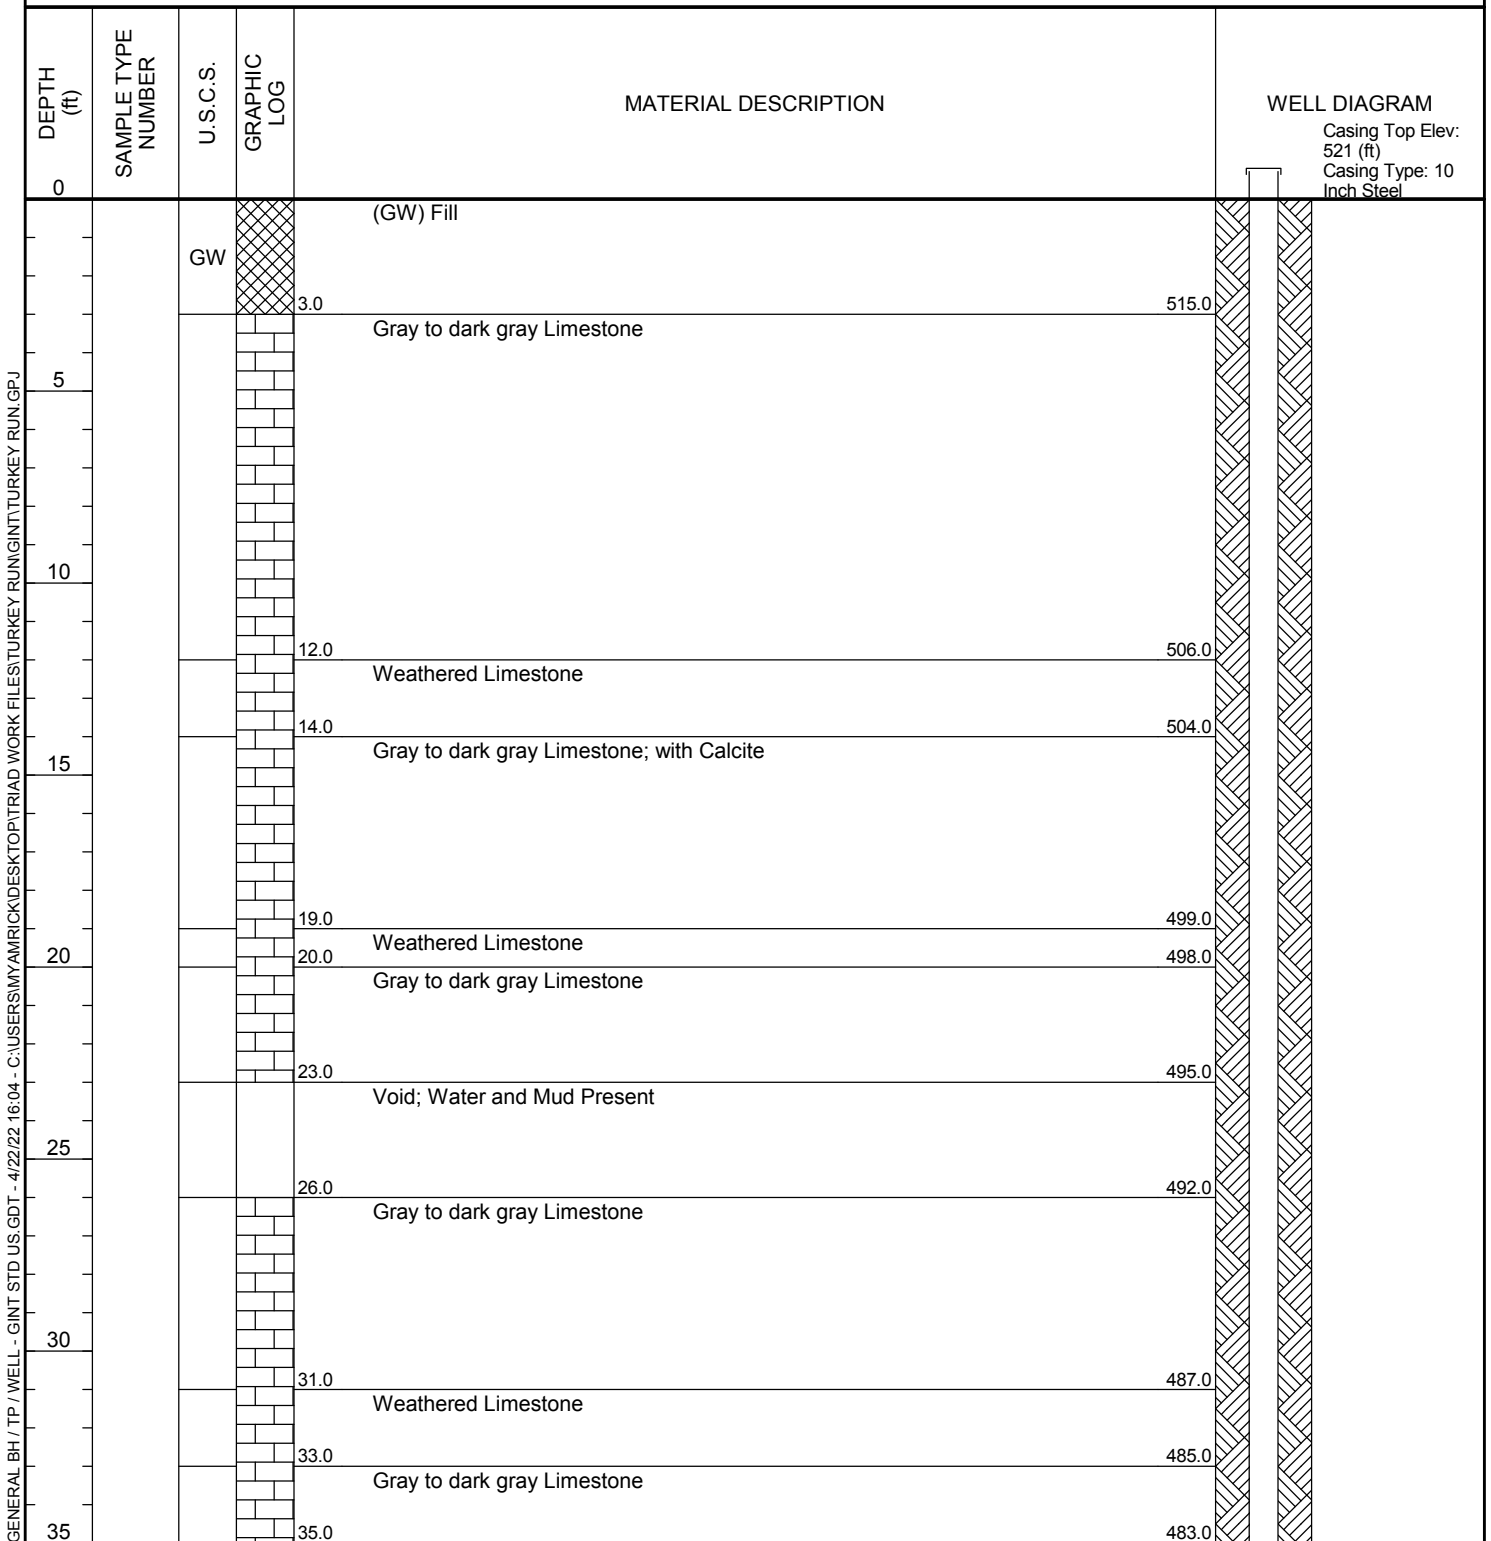 DEPTH
(ft)
SAMPLE TYPE
NUMBER
U.S.C.S.
GRAPHIC
LOG
MATERIAL DESCRIPTION
WELL DIAGRAM
Casing Top Elev:
521 (ft)
Casing Type: 10
Inch Steel
0
(GW) Fill
GW
3.0 515.0
Gray to dark gray Limestone
5
10
12.0 506.0
Weathered Limestone
14.0 504.0
Gray to dark gray Limestone; with Calcite
15
19.0 499.0
Weathered Limestone
20 20.0 498.0
Gray to dark gray Limestone
23.0 495.0
Void; Water and Mud Present
25
26.0 492.0
Gray to dark gray Limestone
30
31.0 487.0
Weathered Limestone
33.0 485.0
Gray to dark gray Limestone
35 35.0 483.0
GENERAL BH / TP / WELL - GINT STD US.GDT - 4/22/22 16:04 - C:\USERS\MYAMRICK\DESKTOP\TRIAD WORK FILES\TURKEY RUN\GINT\TURKEY RUN.GPJ